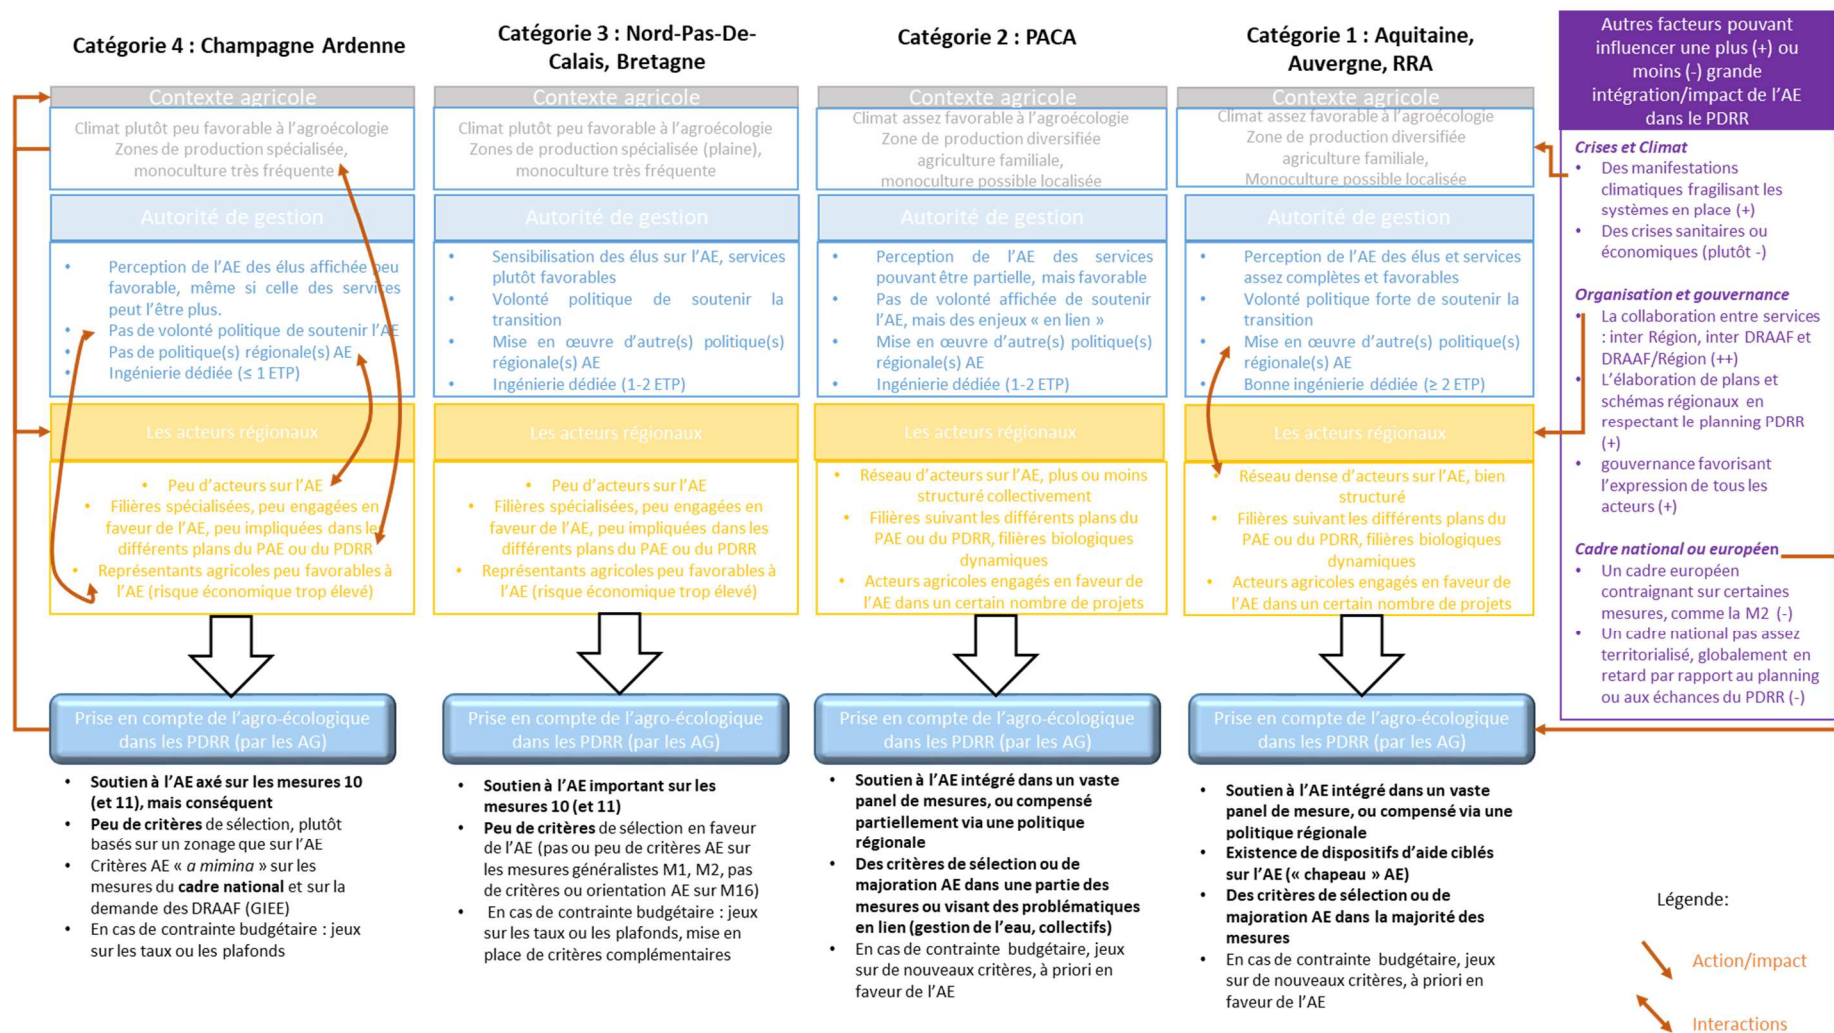 Catégorie 4 : Champagne Ardenne
Contexte agricole
Climat plutôt peu favorable à l'agroécologie
Zones de production spécialisée,
monoculture très fréquente
Autorité de gestion
• Perception de l'AE des élus affichée peu
favorable, même si celle des services
peut l'être plus.
• Pas de volonté politique de soutenir l'AE
• Pas de politique(s) régionale(s) AE
• Ingénierie dédiée (≤ 1 ETP)
Les acteurs régionaux
• Peu d'acteurs sur l'AE
• Filières spécialisées, peu engagées en
faveur de l'AE, peu impliquées dans les
différents plans du PAE ou du PDRR
• Représentants agricoles peu favorables à
l'AE (risque économique trop élevé)
Prise en compte de l'agro-écologique
dans les PDRR (par les AG)
• Soutien à l'AE axé sur les mesures 10
(et 11), mais conséquent
• Peu de critères de sélection, plutôt
basés sur un zonage que sur l'AE
• Critères AE « a mimina » sur les
mesures du cadre national et sur la
demande des DRAAF (GIEE)
• En cas de contrainte budgétaire : jeux
sur les taux ou les plafonds
Catégorie 3 : Nord-Pas-De-
Calais, Bretagne
Contexte agricole
Climat plutôt peu favorable à l'agroécologie
Zones de production spécialisée (plaine),
monoculture très fréquente
Autorité de gestion
• Sensibilisation des élus sur l'AE, services
plutôt favorables
• Volonté politique de soutenir la
transition
• Mise en œuvre d'autre(s) politique(s)
régionale(s) AE
• Ingénierie dédiée (1-2 ETP)
Les acteurs régionaux
• Peu d'acteurs sur l'AE
• Filières spécialisées, peu engagées en
faveur de l'AE, peu impliquées dans les
différents plans du PAE ou du PDRR
• Représentants agricoles peu favorables à
l'AE (risque économique trop élevé)
Prise en compte de l'agro-écologique
dans les PDRR (par les AG)
• Soutien à l'AE important sur les
mesures 10 (et 11)
• Peu de critères de sélection en faveur
de l'AE (pas ou peu de critères AE sur
les mesures généralistes M1, M2, pas
de critères ou orientation AE sur M16)
• En cas de contrainte budgétaire : jeux
sur les taux ou les plafonds, mise en
place de critères complémentaires
Catégorie 2 : PACA
Contexte agricole
Climat assez favorable à l'agroécologie
Zone de production diversifiée
agriculture familiale,
monoculture possible localisée
Autorité de gestion
• Perception de l'AE des services
pouvant être partielle, mais favorable
• Pas de volonté affichée de soutenir
l'AE, mais des enjeux « en lien »
• Mise en œuvre d'autre(s) politique(s)
régionale(s) AE
• Ingénierie dédiée (1-2 ETP)
Les acteurs régionaux
• Réseau d'acteurs sur l'AE, plus ou moins
structuré collectivement
• Filières suivant les différents plans du
PAE ou du PDRR, filières biologiques
dynamiques
• Acteurs agricoles engagés en faveur de
l'AE dans un certain nombre de projets
Prise en compte de l'agro-écologique
dans les PDRR (par les AG)
• Soutien à l'AE intégré dans un vaste
panel de mesures, ou compensé
partiellement via une politique
régionale
• Des critères de sélection ou de
majoration AE dans une partie des
mesures ou visant des problématiques
en lien (gestion de l'eau, collectifs)
• En cas de contrainte budgétaire, jeux
sur de nouveaux critères, à priori en
faveur de l'AE
Catégorie 1 : Aquitaine,
Auvergne, RRA
Contexte agricole
Climat assez favorable à l'agroécologie
Zone de production diversifiée
agriculture familiale,
Monoculture possible localisée
Autorité de gestion
• Perception de l'AE des élus et services
assez complètes et favorables
• Volonté politique forte de soutenir la
transition
• Mise en œuvre d'autre(s) politique(s)
régionale(s) AE
• Bonne ingénierie dédiée (≥ 2 ETP)
Les acteurs régionaux
• Réseau dense d'acteurs sur l'AE, bien
structuré
• Filières suivant les différents plans du
PAE ou du PDRR, filières biologiques
dynamiques
• Acteurs agricoles engagés en faveur de
l'AE dans un certain nombre de projets
Prise en compte de l'agro-écologique
dans les PDRR (par les AG)
• Soutien à l'AE intégré dans un vaste
panel de mesure, ou compensé via une
politique régionale
• Existence de dispositifs d'aide ciblés
sur l'AE (« chapeau » AE)
• Des critères de sélection ou de
majoration AE dans la majorité des
mesures
• En cas de contrainte budgétaire, jeux
sur de nouveaux critères, à priori en
faveur de l'AE
Autres facteurs pouvant
influencer une plus (+) ou
moins (-) grande
intégration/impact de l'AE
dans le PDRR
Crises et Climat
• Des manifestations
climatiques fragilisant les
systèmes en place (+)
• Des crises sanitaires ou
économiques (plutôt -)
Organisation et gouvernance
• La collaboration entre services
: inter Région, inter DRAAF et
DRAAF/Région (++)
• L'élaboration de plans et
schémas régionaux en
respectant le planning PDRR
(+)
• gouvernance favorisant
l'expression de tous les
acteurs (+)
Cadre national ou européen
• Un cadre européen
contraignant sur certaines
mesures, comme la M2 (-)
• Un cadre national pas assez
territorialisé, globalement en
retard par rapport au planning
ou aux échances du PDRR (-)
Légende:
Action/impact
Interactions